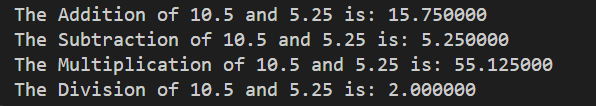 The Addition of 10.5 and 5.25 is: 15.750000
The Subtraction of 10.5 and 5.25 is: 5.250000
The Multiplication of 10.5 and 5.25 is: 55.125000
The Division of 10.5 and 5.25 is: 2.000000